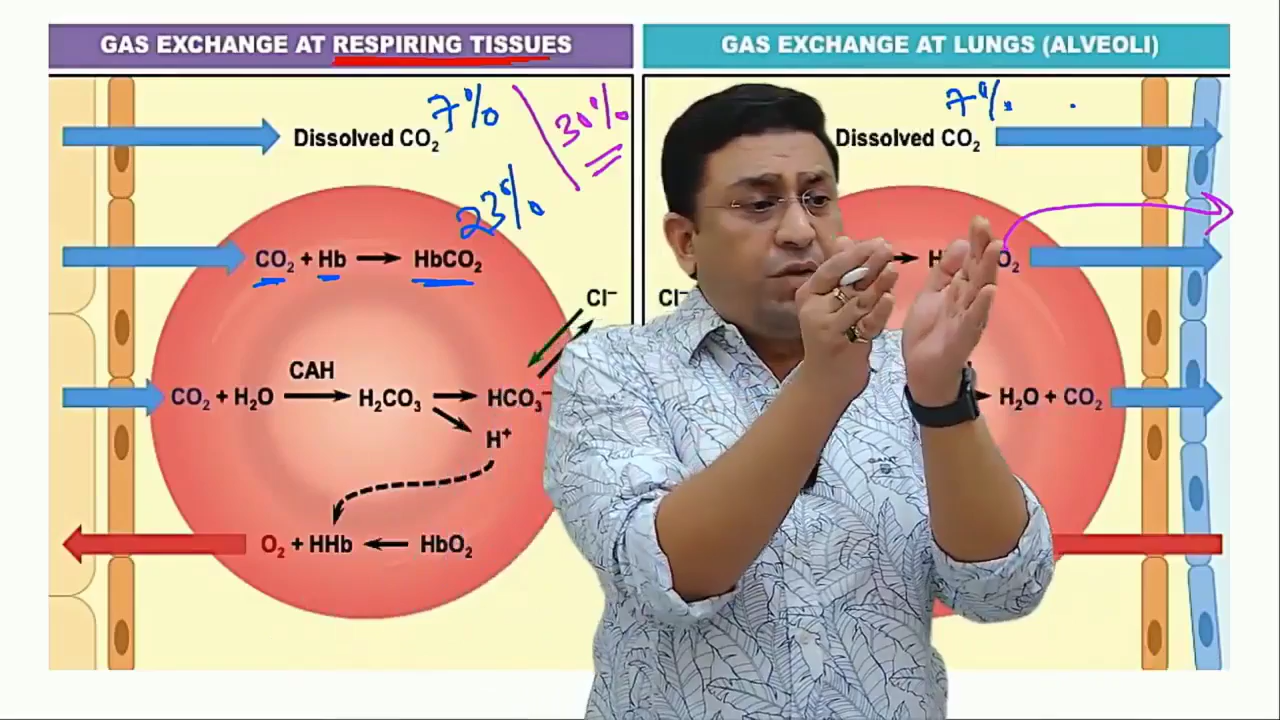 GAS EXCHANGE AT RESPIRING TISSUES
Dissolved CO₂
7%
30%
23%
CO₂ + Hb → HbCO₂
Cl⁻
CAH
CO₂ + H₂O → H₂CO₃ → HCO₃⁻
H⁺
O₂ + HHb ← HbO₂
GAS EXCHANGE AT LUNGS (ALVEOLI)
7%
Dissolved CO₂
Cl⁻
H₂O + CO₂
GANT